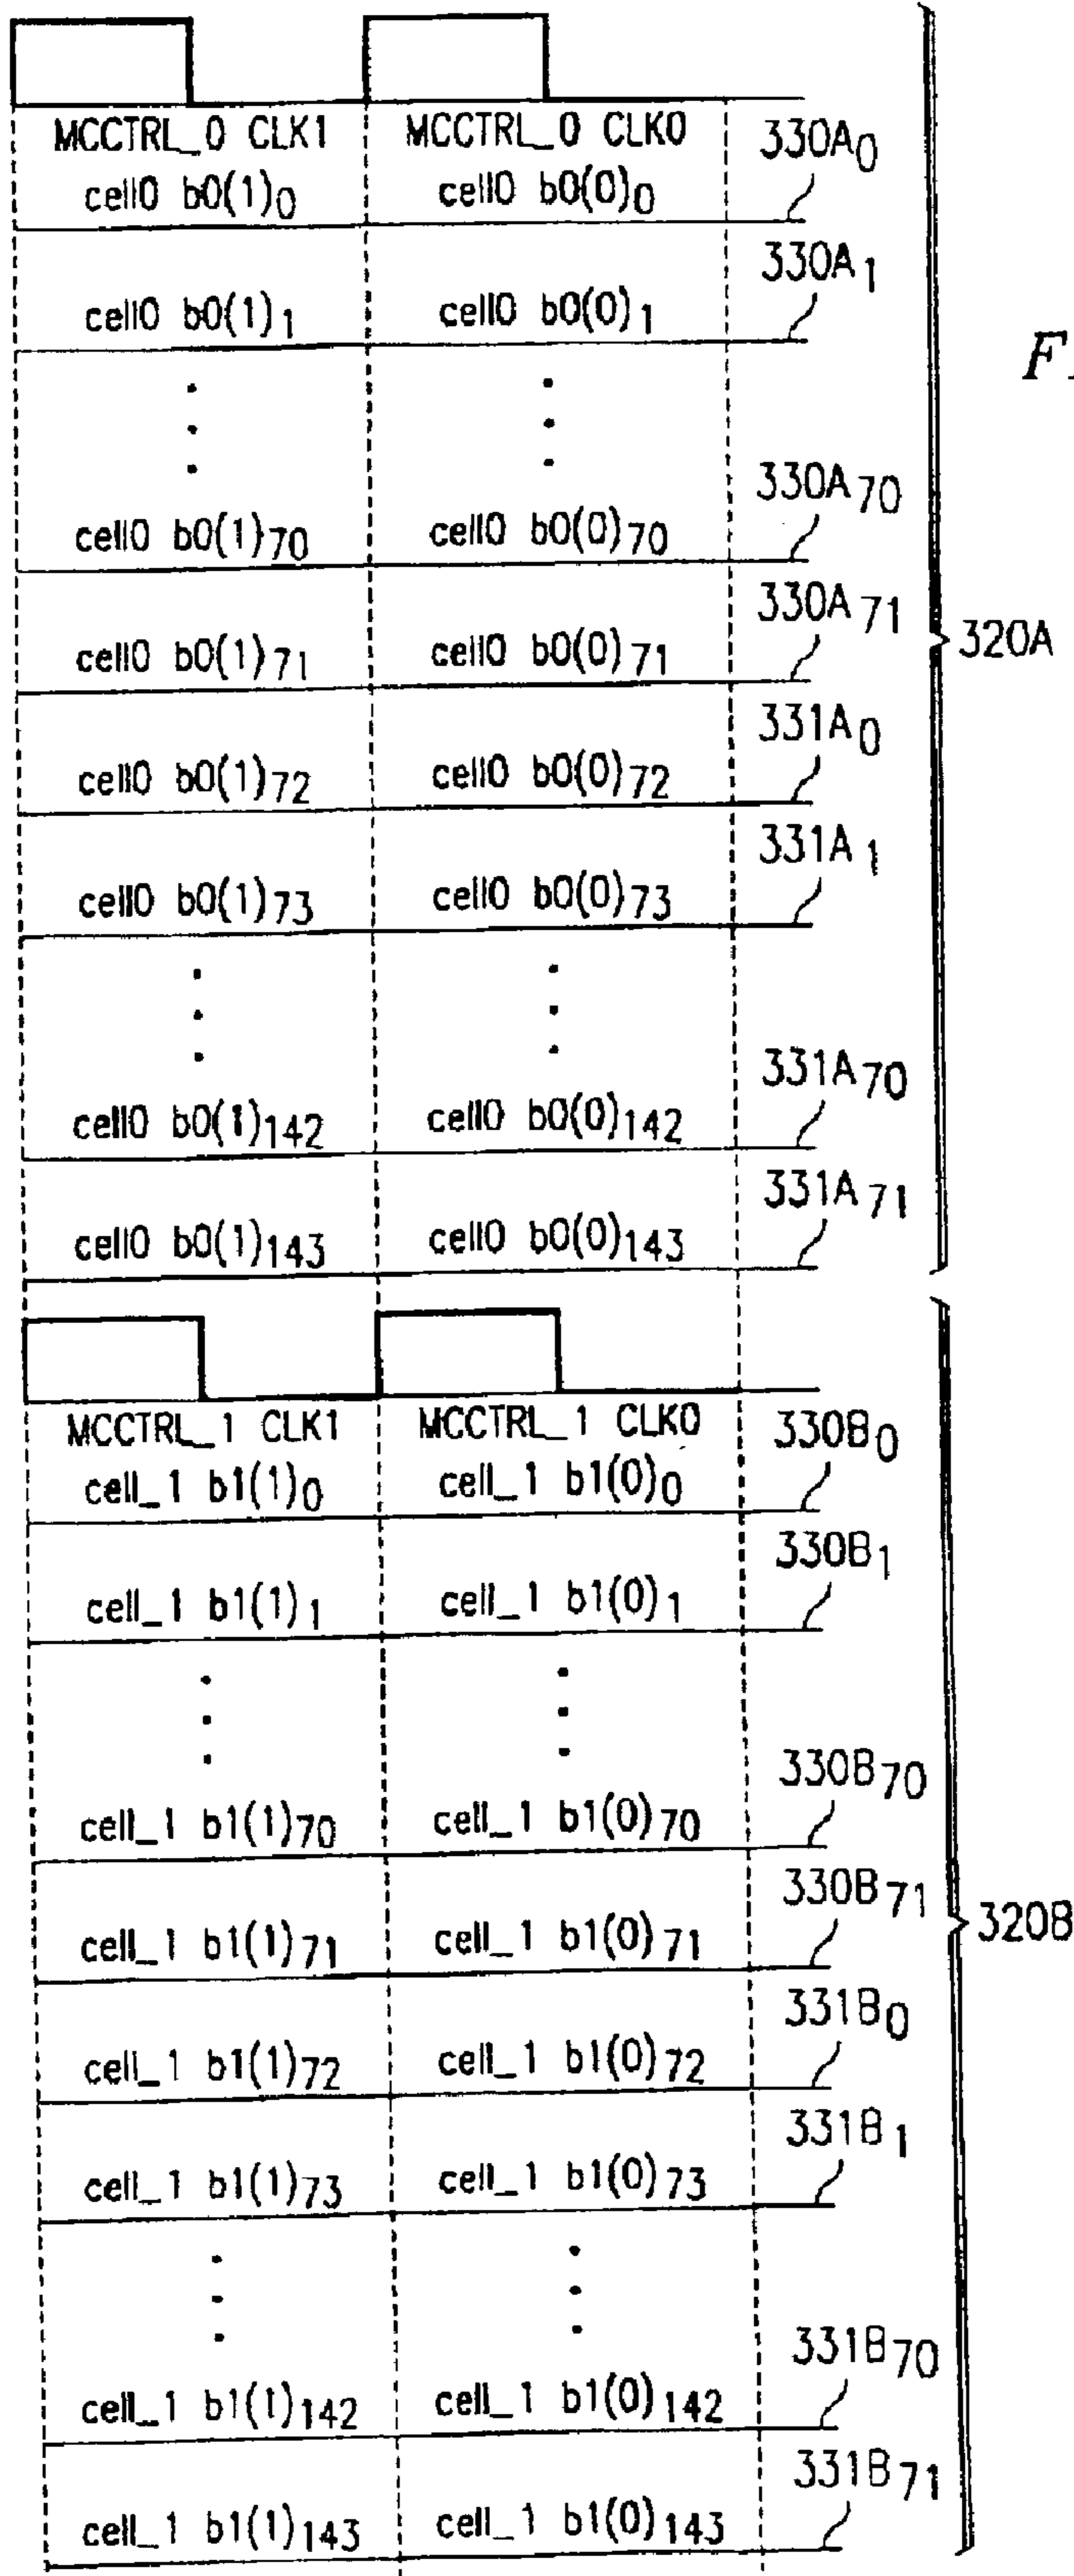 MCCTRL_0 CLK1 MCCTRL_0 CLK0 330A0
cell0 b0(1)0 cell0 b0(0)0
330A1
cell0 b0(1)1 cell0 b0(0)1
330A70
cell0 b0(1)70 cell0 b0(0)70
330A71
cell0 b0(1)71 cell0 b0(0)71
320A
331A0
cell0 b0(1)72 cell0 b0(0)72
331A1
cell0 b0(1)73 cell0 b0(0)73
331A70
cell0 b0(1)142 cell0 b0(0)142
331A71
cell0 b0(1)143 cell0 b0(0)143
MCCTRL_1 CLK1 MCCTRL_1 CLK0 330B0
cell_1 b1(1)0 cell_1 b1(0)0
330B1
cell_1 b1(1)1 cell_1 b1(0)1
330B70
cell_1 b1(1)70 cell_1 b1(0)70
330B71
cell_1 b1(1)71 cell_1 b1(0)71
320B
331B0
cell_1 b1(1)72 cell_1 b1(0)72
331B1
cell_1 b1(1)73 cell_1 b1(0)73
331B70
cell_1 b1(1)142 cell_1 b1(0)142
331B71
cell_1 b1(1)143 cell_1 b1(0)143